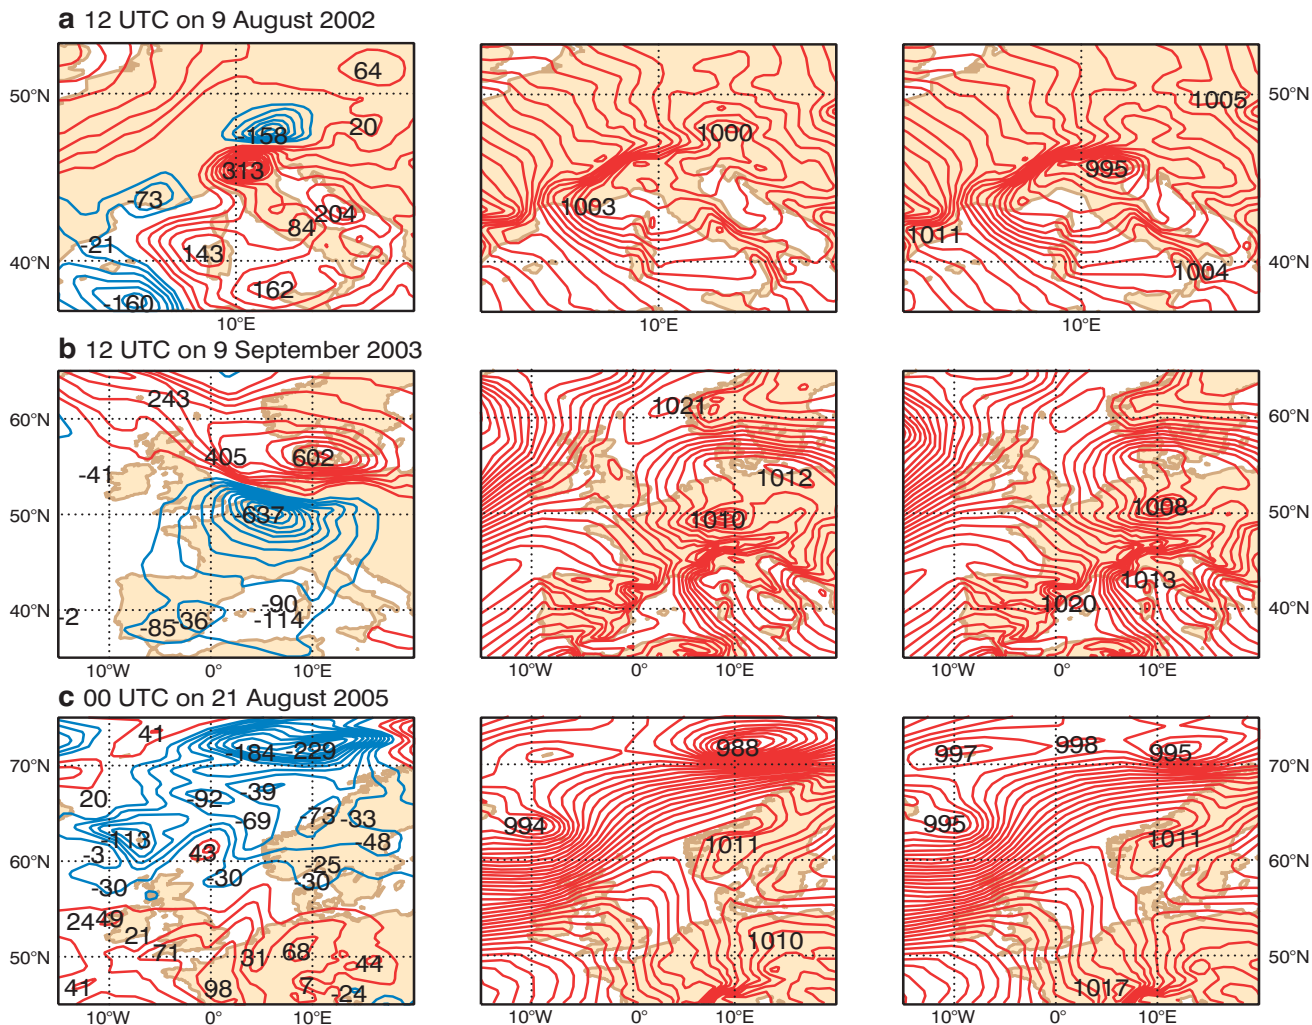 a 12 UTC on 9 August 2002
64
50°N
-158
20
313
-73
204
84
-21
143
40°N
162
-160
10°E
1000
1003
10°E
1005
50°N
995
1011
1004
40°N
10°E
b 12 UTC on 9 September 2003
243
60°N
405
602
-41
50°N
-637
-90
40°N
-2
-36
-114
-85
10°W 0° 10°E
1021
1012
1010
10°W 0° 10°E
60°N
1008
50°N
1013
1020
40°N
10°W 0° 10°E
c 00 UTC on 21 August 2005
41
-184
-229
70°N
20
-92
-39
-69
-73
-33
-113
-48
-3
43
60°N
-25
-30
-30
-30
24
49
21
71
31
68
50°N
44
41
98
7
-24
10°W 0° 10°E
988
994
1011
1010
10°W 0° 10°E
997
998
995
70°N
995
1011
60°N
50°N
1017
10°W 0° 10°E